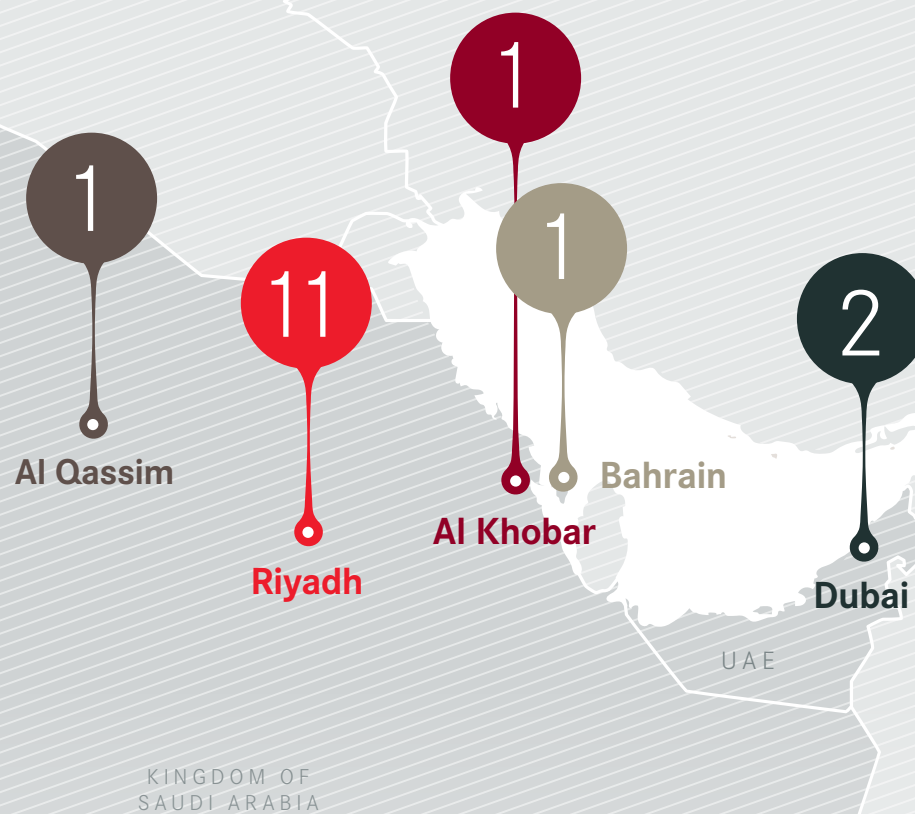 1
1
1
11
2
Al Qassim
Bahrain
Al Khobar
Riyadh
Dubai
UAE
KINGDOM OF
SAUDI ARABIA